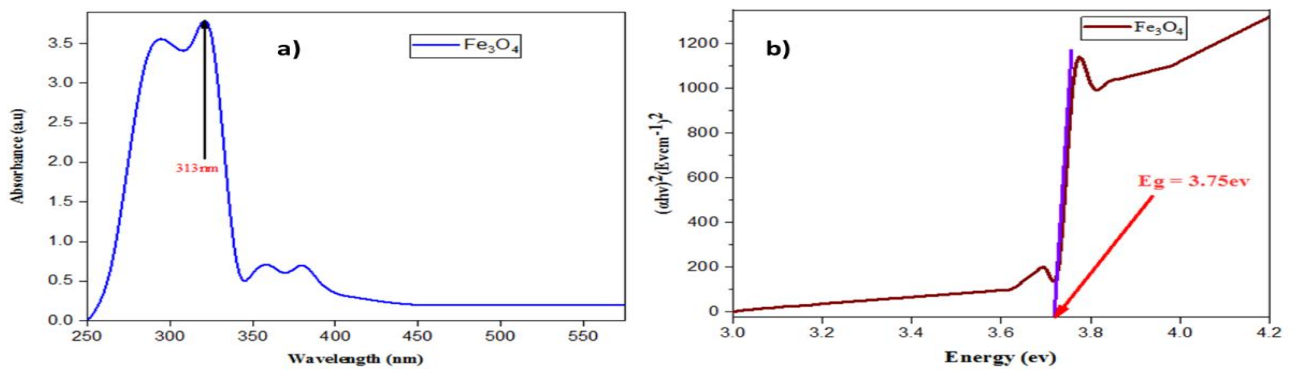 a)
Fe₃O₄
313nm
Absorbance (a.u)
3.5
3.0
2.5
2.0
1.5
1.0
0.5
0.0
250 300 350 400 450 500 550
Wavelength (nm)
b)
Fe₃O₄
Eg = 3.75ev
(αhν)²(Evcm⁻¹)²
1200
1000
800
600
400
200
0
3.0 3.2 3.4 3.6 3.8 4.0 4.2
Energy (ev)